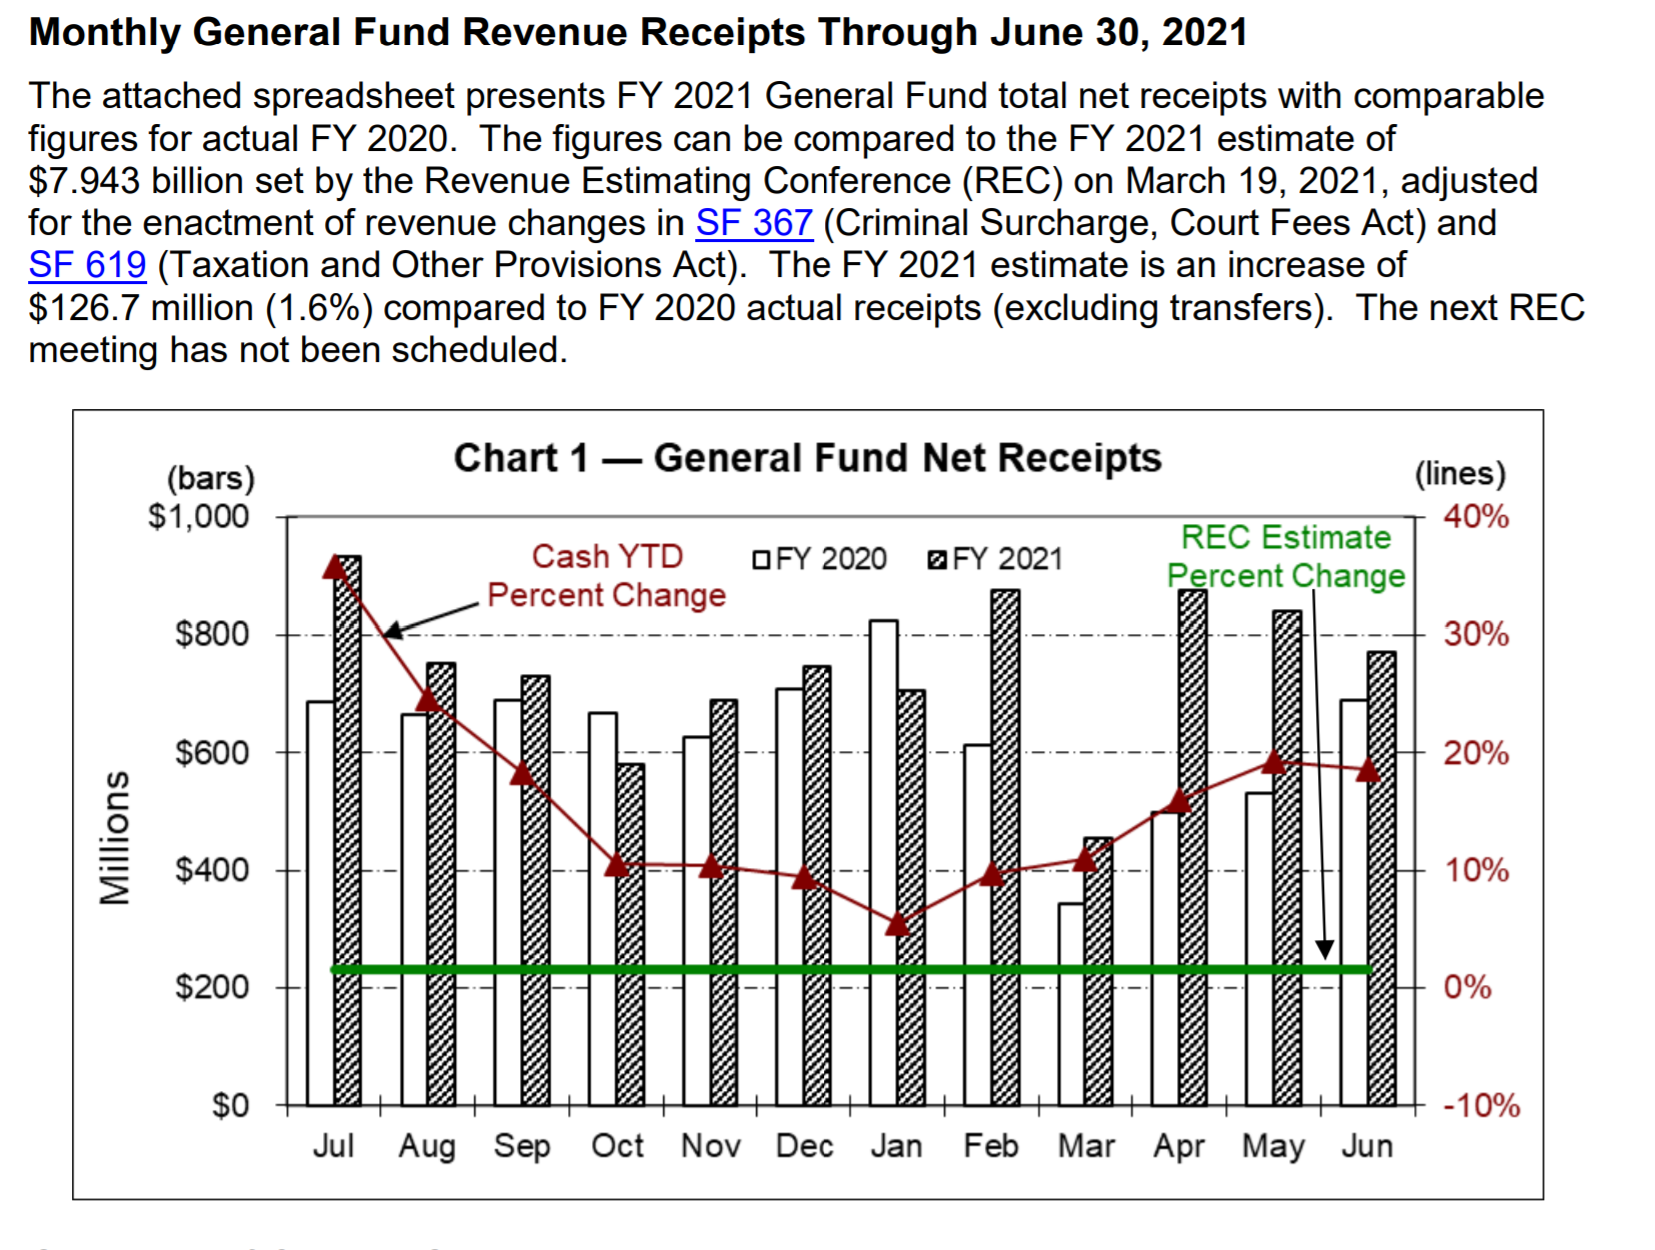 Monthly General Fund Revenue Receipts Through June 30, 2021
The attached spreadsheet presents FY 2021 General Fund total net receipts with comparable
figures for actual FY 2020.  The figures can be compared to the FY 2021 estimate of
$7.943 billion set by the Revenue Estimating Conference (REC) on March 19, 2021, adjusted
for the enactment of revenue changes in SF 367 (Criminal Surcharge, Court Fees Act) and
SF 619 (Taxation and Other Provisions Act).  The FY 2021 estimate is an increase of
$126.7 million (1.6%) compared to FY 2020 actual receipts (excluding transfers).  The next REC
meeting has not been scheduled.
Chart 1 — General Fund Net Receipts
(bars)
(lines)
$1,000
40%
REC Estimate
Percent Change
Cash YTD
Percent Change
FY 2020
FY 2021
$800
30%
$600
20%
Millions
$400
10%
$200
0%
$0
-10%
Jul Aug Sep Oct Nov Dec Jan Feb Mar Apr May Jun